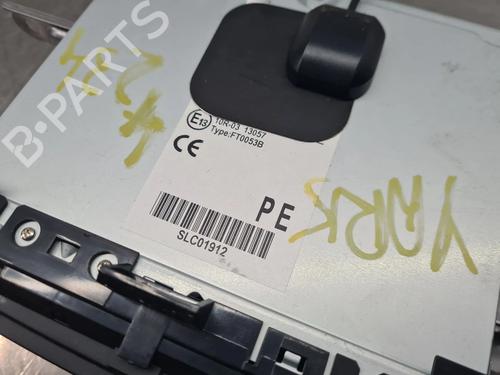 B-PARTS
E13
10R-03 13057
Type:FT0053B
CE
PE
SLC01912
YARIS